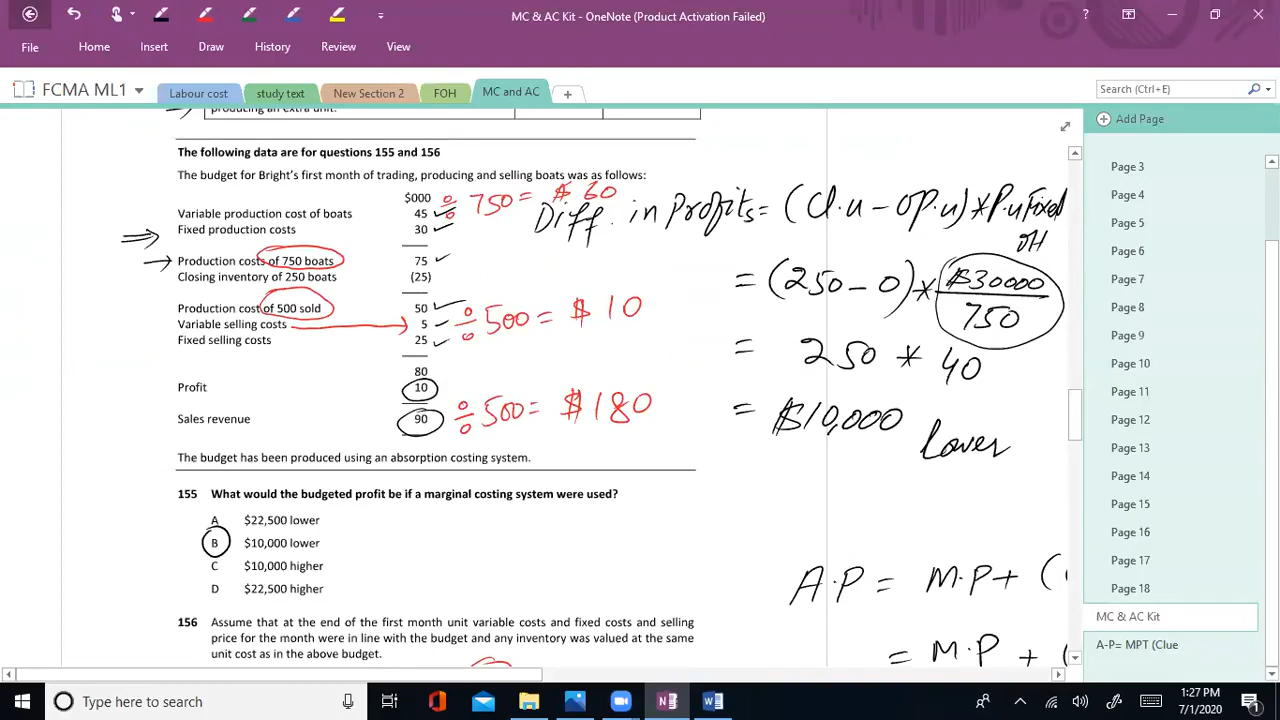 MC & AC Kit - OneNote (Product Activation Failed)
File Home Insert Draw History Review View
FCMA ML1 Labour cost study text New Section 2 FOH MC and AC
Search (Ctrl+E)
Add Page
producing an extra unit.
The following data are for questions 155 and 156
The budget for Bright's first month of trading, producing and selling boats was as follows:
$000
Variable production cost of boats 45
Fixed production costs 30
Production costs of 750 boats 75
Closing inventory of 250 boats (25)
Production cost of 500 sold 50
Variable selling costs 5
Fixed selling costs 25
80
Profit 10
Sales revenue 90
The budget has been produced using an absorption costing system.
÷ 750 = $ 60
÷ 500 = $ 10
÷ 500 = $180
Diff. in Profits = (Cl.u - OP.u) * P.u Fixed
OH
= (250 - 0) * $30000
750
= 250 * 40
= $10,000 Lower
155 What would the budgeted profit be if a marginal costing system were used?
A $22,500 lower
B $10,000 lower
C $10,000 higher
D $22,500 higher
A.P = M.P + (
= M.P + (
156 Assume that at the end of the first month unit variable costs and fixed costs and selling
price for the month were in line with the budget and any inventory was valued at the same
unit cost as in the above budget.
Page 3
Page 4
Page 5
Page 6
Page 7
Page 8
Page 9
Page 10
Page 11
Page 12
Page 13
Page 14
Page 15
Page 16
Page 17
Page 18
MC & AC Kit
A-P= MPT (Clue
Type here to search
1:27 PM
7/1/2020